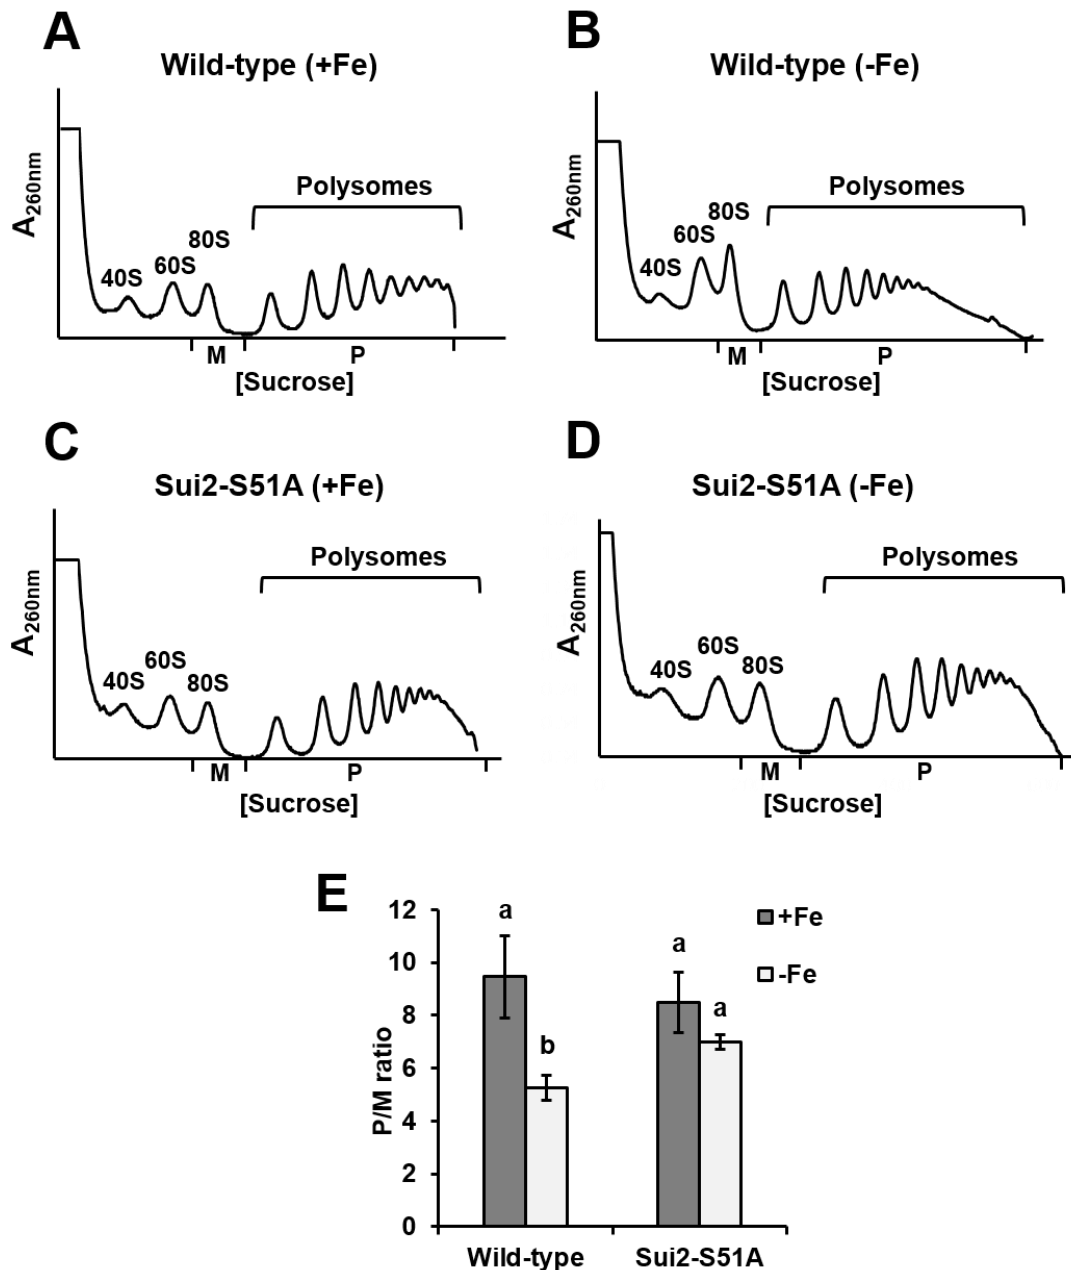 A
Wild-type (+Fe)
A260nm
40S
60S
80S
Polysomes
M
P
[Sucrose]
B
Wild-type (-Fe)
A260nm
40S
60S
80S
Polysomes
M
P
[Sucrose]
C
Sui2-S51A (+Fe)
A260nm
40S
60S
80S
Polysomes
M
P
[Sucrose]
D
Sui2-S51A (-Fe)
A260nm
40S
60S
80S
Polysomes
M
P
[Sucrose]
E
P/M ratio
12
10
8
6
4
2
0
a
b
a
a
+Fe
-Fe
Wild-type
Sui2-S51A